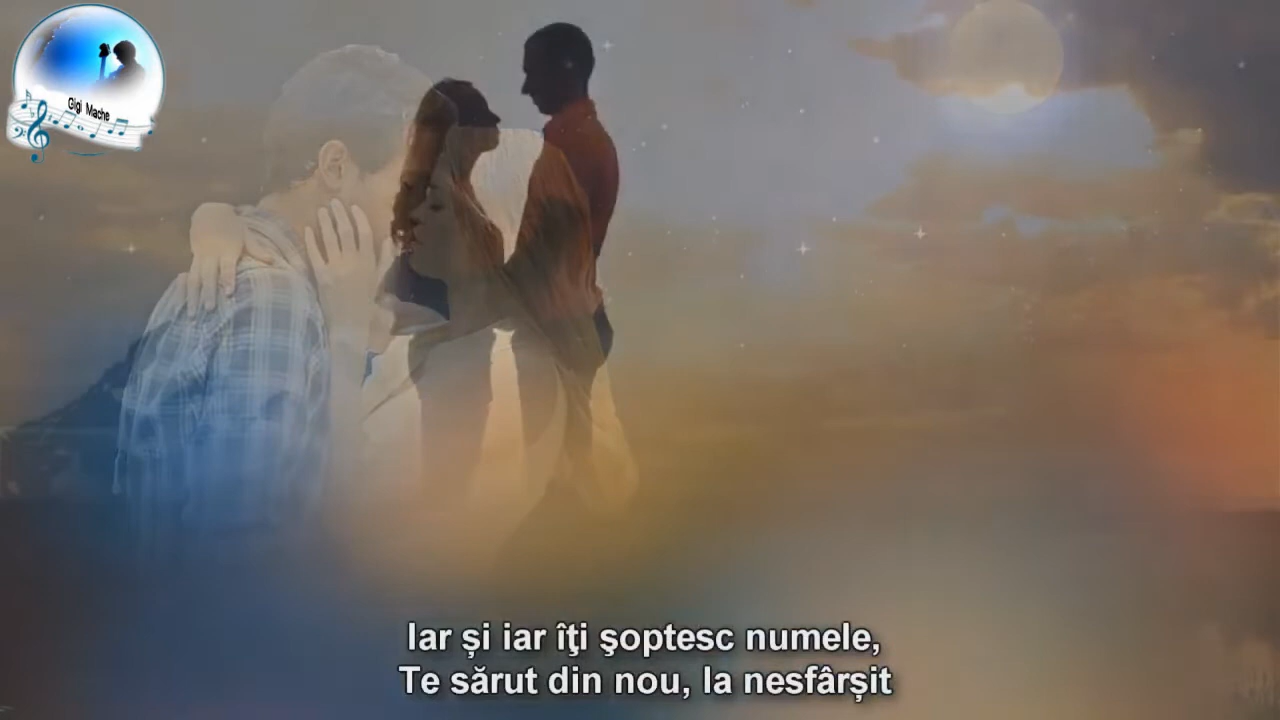 Gigi Mache
Iar și iar îţi şoptesc numele,
Te sărut din nou, la nesfârșit